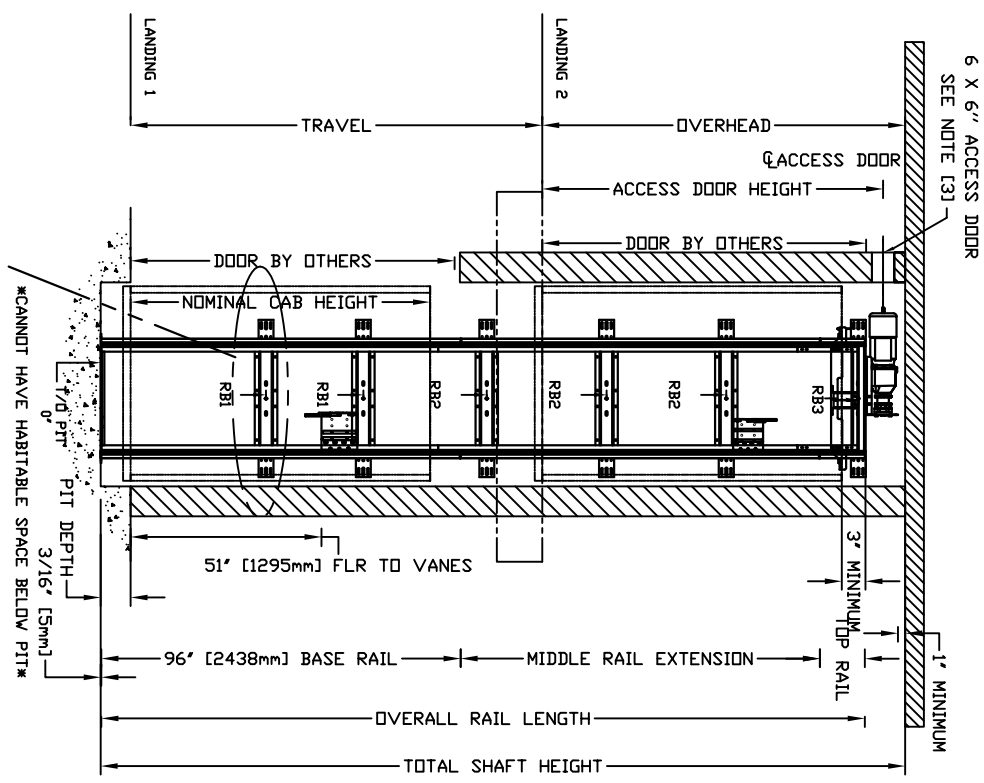 6 X 6" ACCESS DOOR
SEE NOTE [3]
LANDING 1
LANDING 2
TRAVEL
OVERHEAD
℄ACCESS DOOR
ACCESS DOOR HEIGHT
DOOR BY OTHERS
DOOR BY OTHERS
NOMINAL CAB HEIGHT
RB1
RB1
RB2
RB2
RB2
RB3
T/O PIT
0"
PIT DEPTH
3/16" [5mm]
*CANNOT HAVE HABITABLE SPACE BELOW PIT*
51" [1295mm] FLR TO VANES
3" MINIMUM
TOP RAIL
1" MINIMUM
96" [2438mm] BASE RAIL
MIDDLE RAIL EXTENSION
OVERALL RAIL LENGTH
TOTAL SHAFT HEIGHT